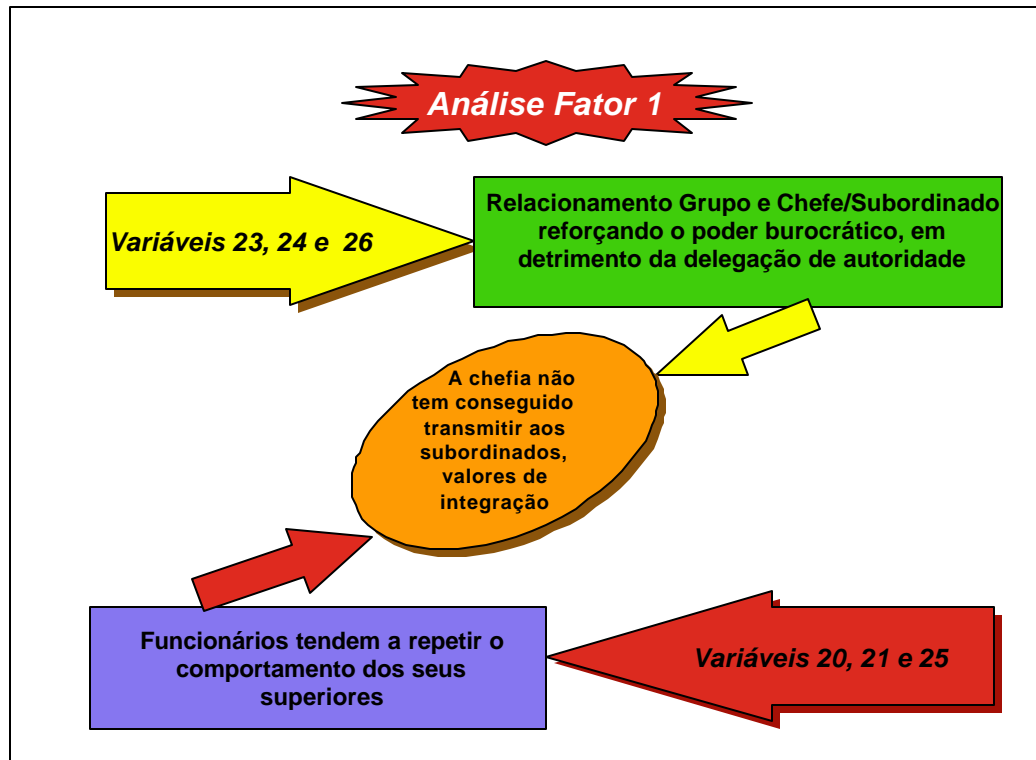 Análise Fator 1
Variáveis 23, 24 e 26
Relacionamento Grupo e Chefe/Subordinado
reforçando o poder burocrático, em
detrimento da delegação de autoridade
A chefia não
tem conseguido
transmitir aos
subordinados,
valores de
integração
Funcionários tendem a repetir o
comportamento dos seus
superiores
Variáveis 20, 21 e 25